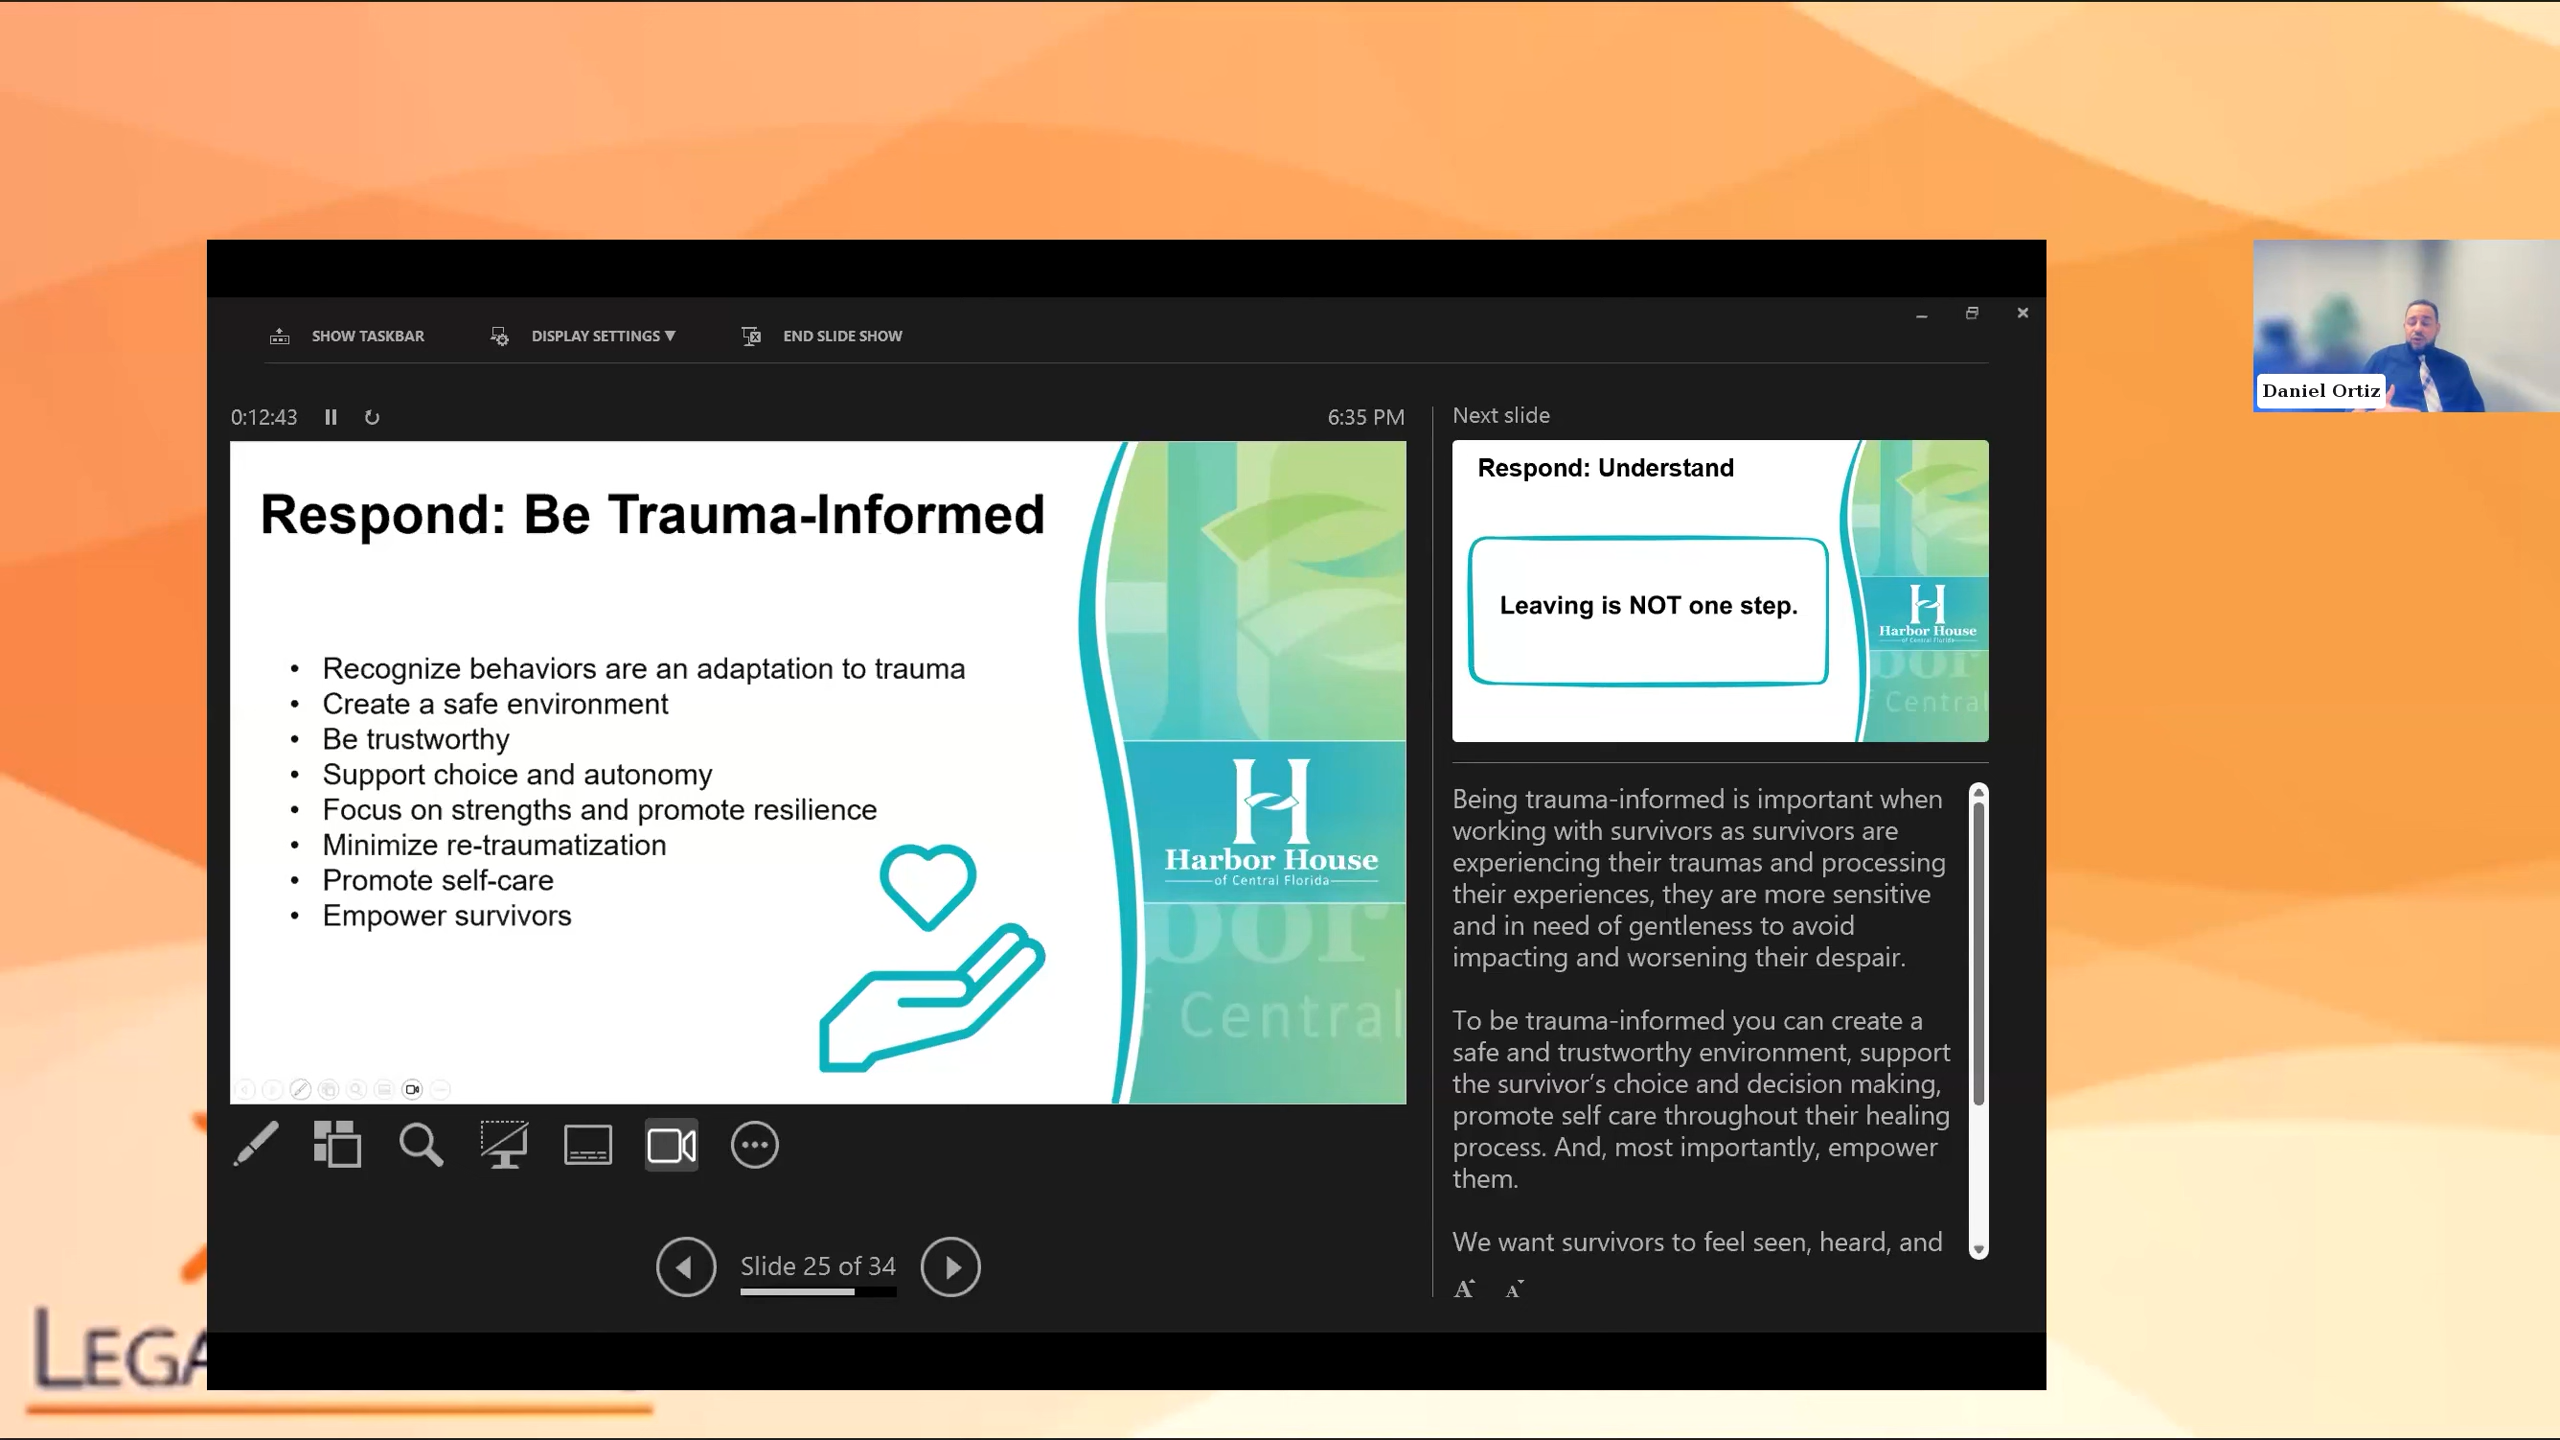 SHOW TASKBAR
DISPLAY SETTINGS ▼
END SLIDE SHOW
0:12:43
6:35 PM
Respond: Be Trauma-Informed
• Recognize behaviors are an adaptation to trauma
• Create a safe environment
• Be trustworthy
• Support choice and autonomy
• Focus on strengths and promote resilience
• Minimize re-traumatization
• Promote self-care
• Empower survivors
H
Harbor House
of Central Florida
bor
f Central
Slide 25 of 34
Next slide
Respond: Understand
Leaving is NOT one step.
H
Harbor House
of Central Florida
bor
f Central
Being trauma-informed is important when
working with survivors as survivors are
experiencing their traumas and processing
their experiences, they are more sensitive
and in need of gentleness to avoid
impacting and worsening their despair.
To be trauma-informed you can create a
safe and trustworthy environment, support
the survivor’s choice and decision making,
promote self care throughout their healing
process. And, most importantly, empower
them.
We want survivors to feel seen, heard, and
A A
Daniel Ortiz
LEGA